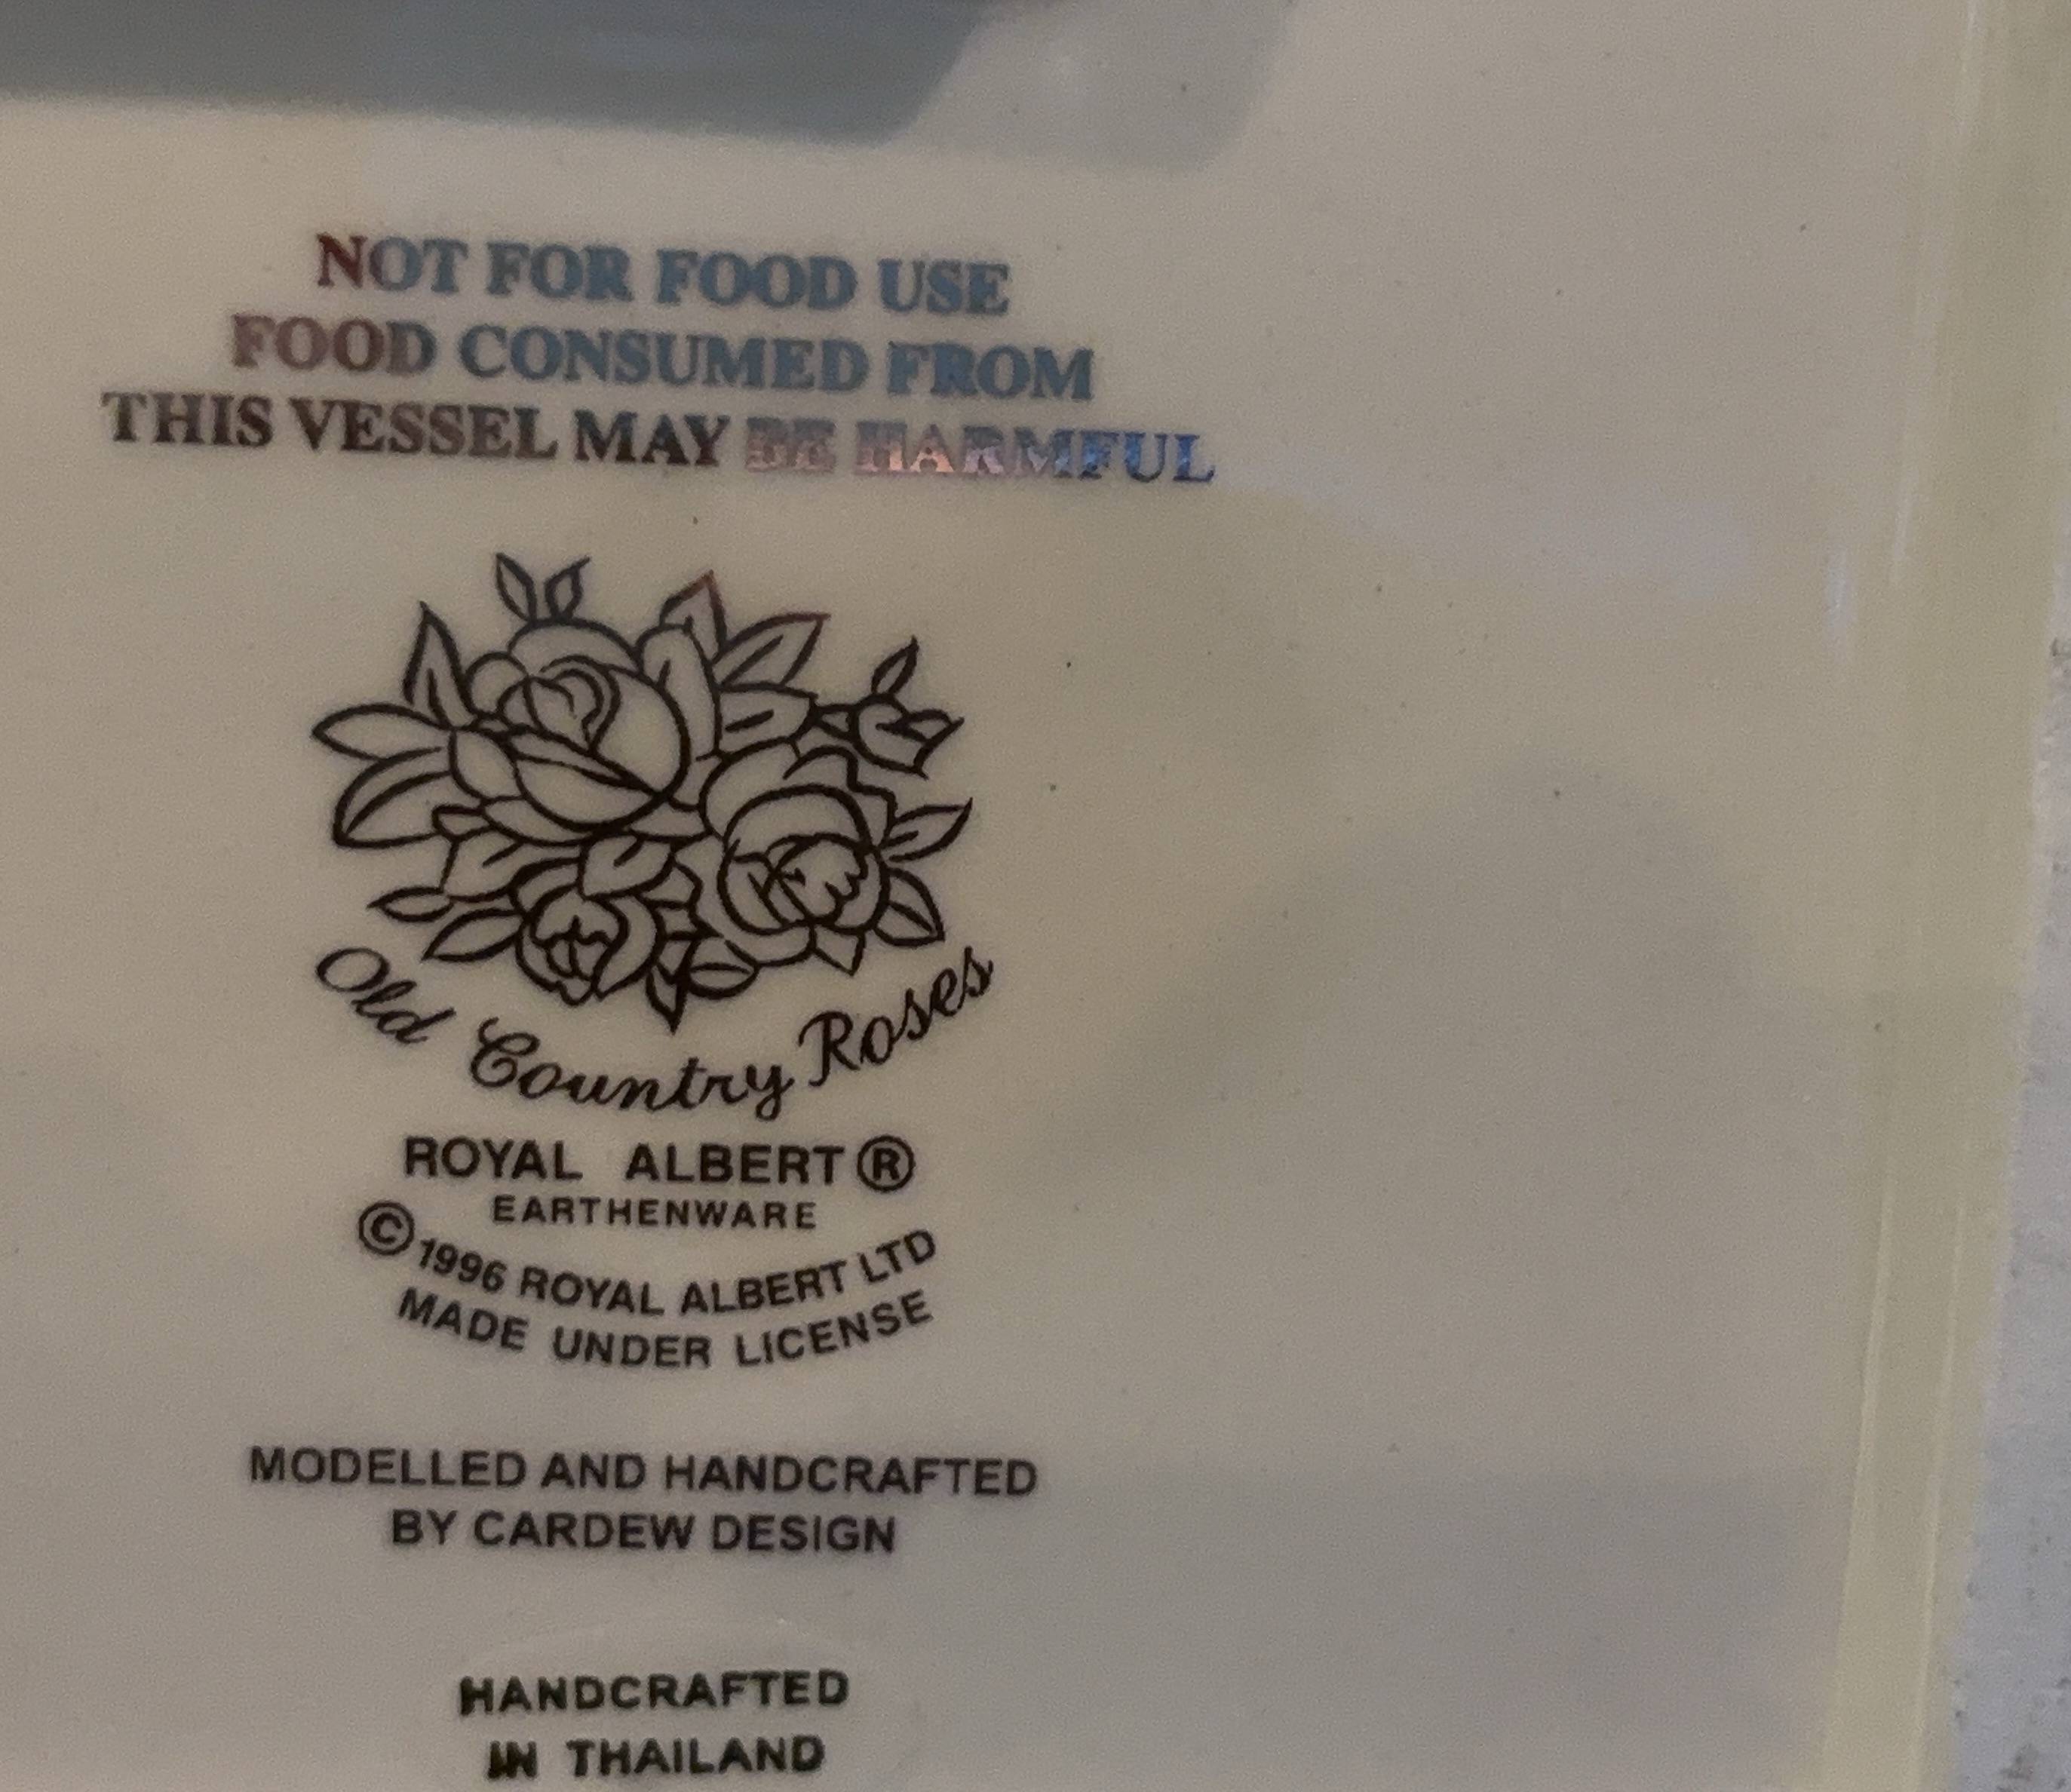 NOT FOR FOOD USE
FOOD CONSUMED FROM
THIS VESSEL MAY BE HARMFUL
Old Country Roses
ROYAL ALBERT®
EARTHENWARE
©1996 ROYAL ALBERT LTD
MADE UNDER LICENSE
MODELLED AND HANDCRAFTED
BY CARDEW DESIGN
HANDCRAFTED
IN THAILAND